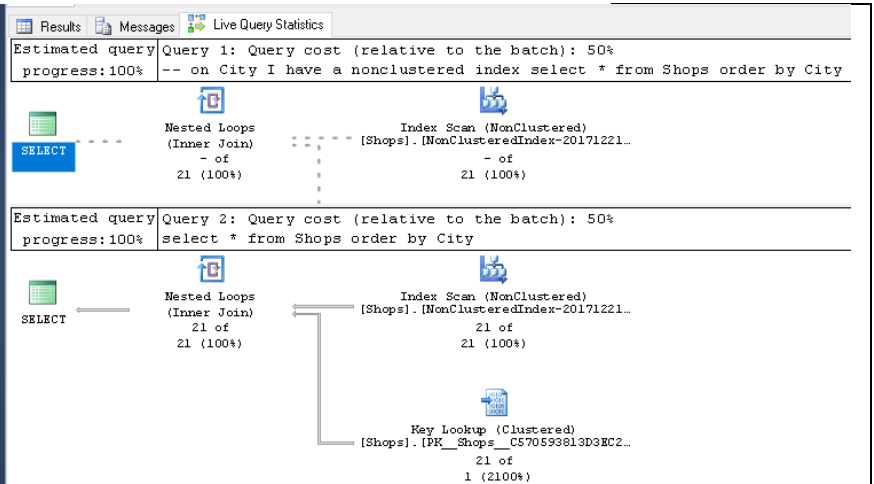 Results Messages Live Query Statistics
Estimated query Query 1: Query cost (relative to the batch): 50%
progress:100% -- on City I have a nonclustered index select * from Shops order by City
SELECT
Nested Loops
(Inner Join)
- of
21 (100%)
Index Scan (NonClustered)
[Shops].[NonClusteredIndex-20171221…
- of
21 (100%)
Estimated query Query 2: Query cost (relative to the batch): 50%
progress:100% select * from Shops order by City
SELECT
Nested Loops
(Inner Join)
21 of
21 (100%)
Index Scan (NonClustered)
[Shops].[NonClusteredIndex-20171221…
21 of
21 (100%)
Key Lookup (Clustered)
[Shops].[PK__Shops__C570593813D3EC2…
21 of
1 (2100%)